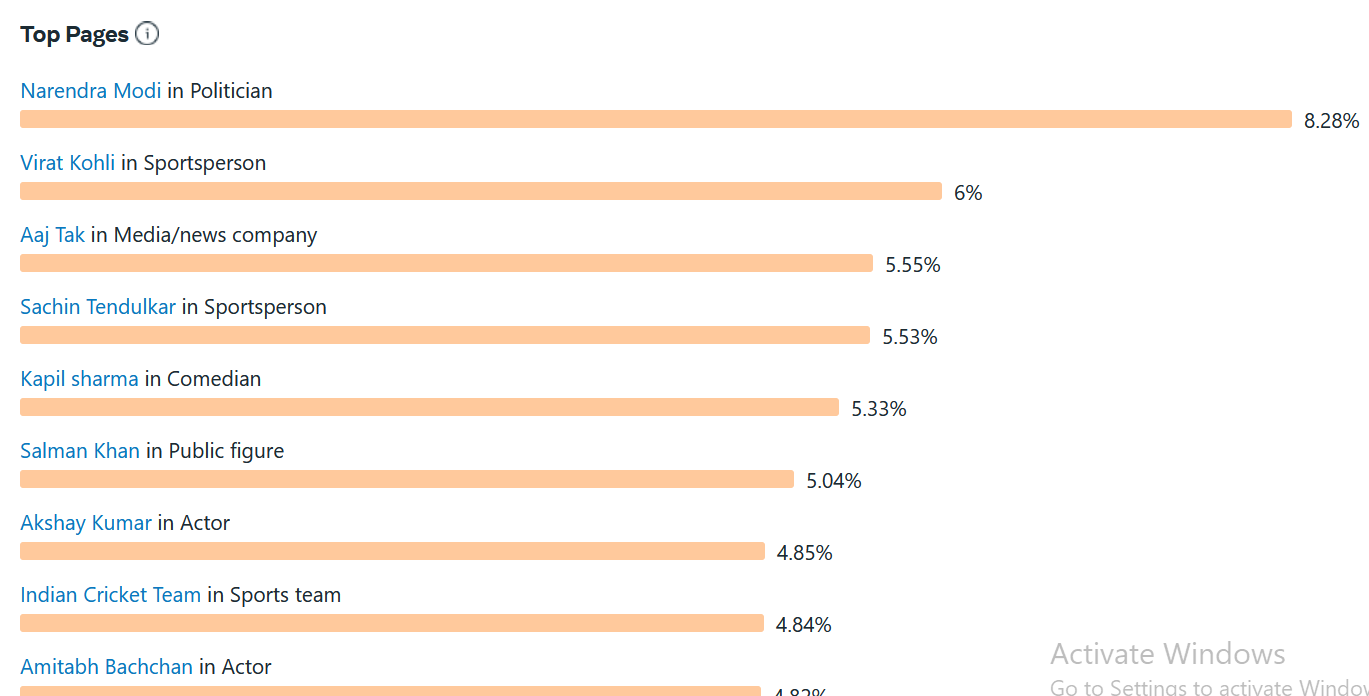 Top Pages
Narendra Modi in Politician
8.28%
Virat Kohli in Sportsperson
6%
Aaj Tak in Media/news company
5.55%
Sachin Tendulkar in Sportsperson
5.53%
Kapil sharma in Comedian
5.33%
Salman Khan in Public figure
5.04%
Akshay Kumar in Actor
4.85%
Indian Cricket Team in Sports team
4.84%
Amitabh Bachchan in Actor
4.82%
Activate Windows
Go to Settings to activate Window